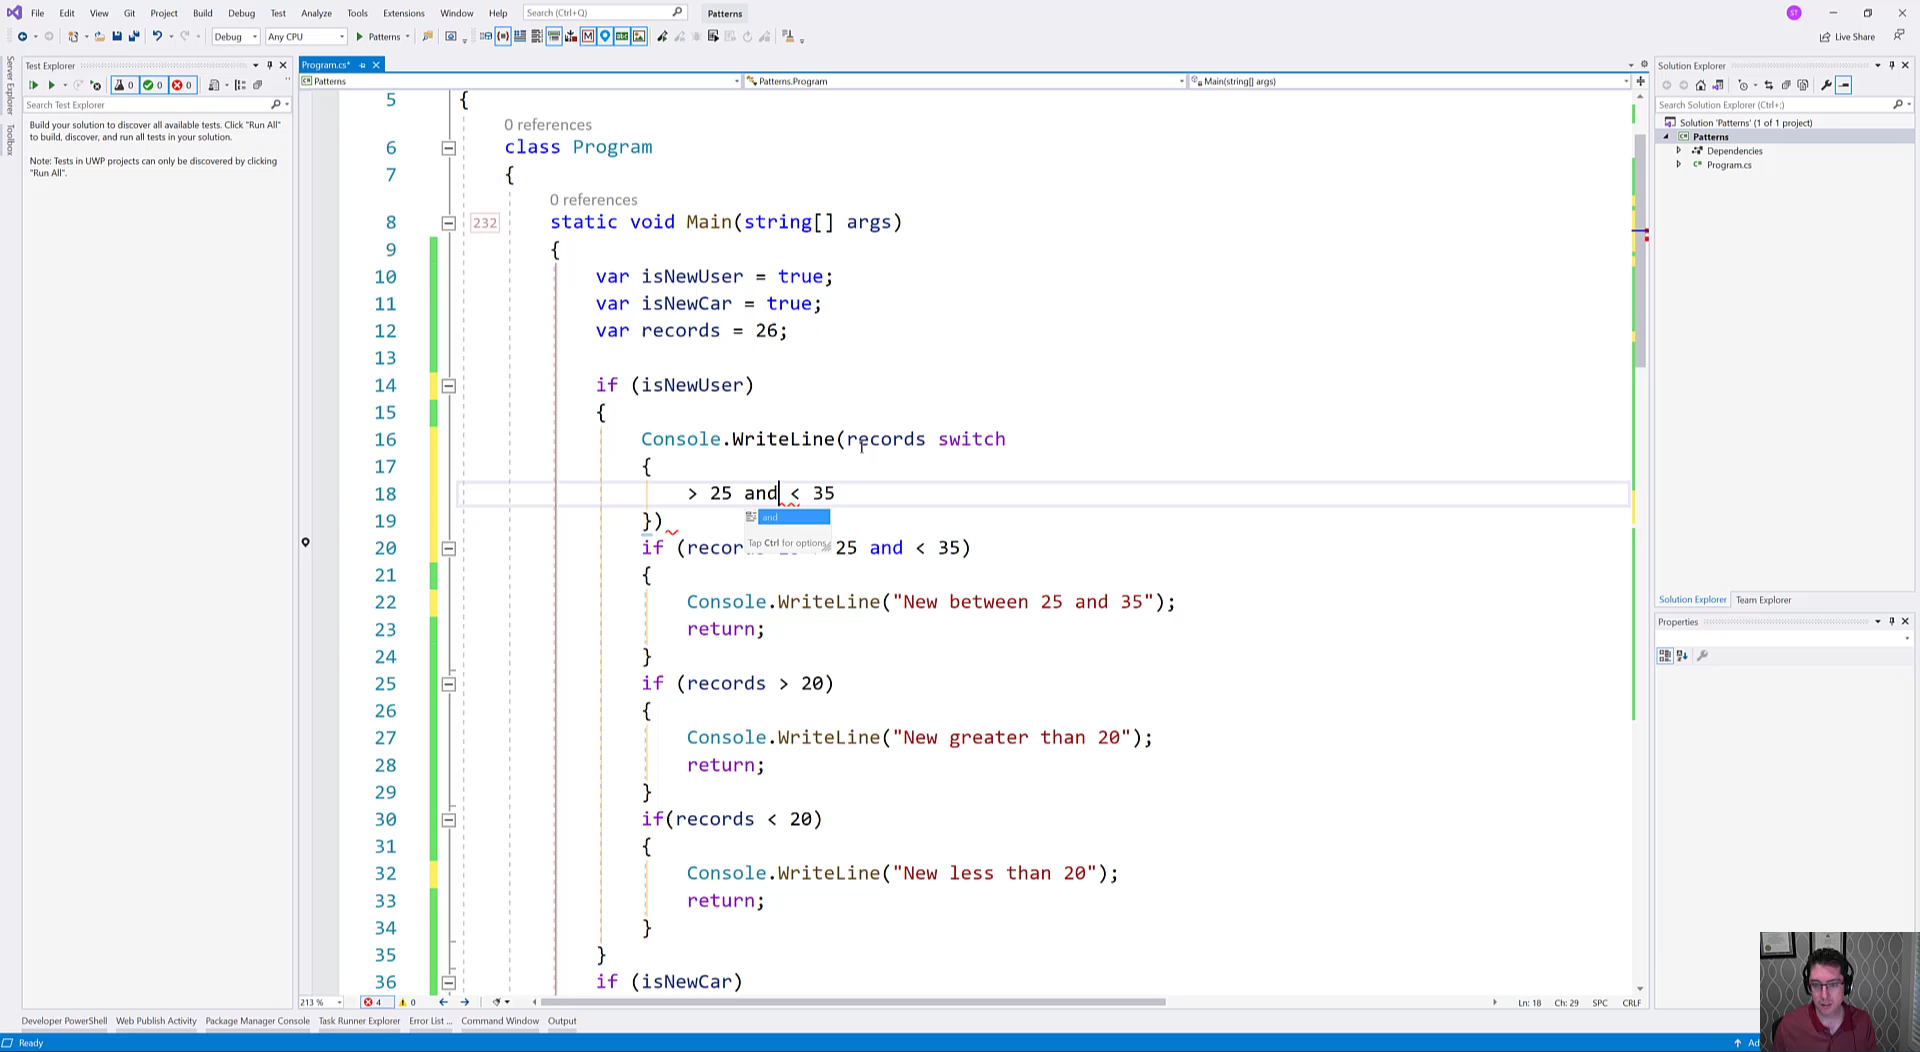 File Edit View Git Project Build Debug Test Analyze Tools Extensions Window Help Search (Ctrl+Q) Patterns ST
Debug Any CPU Patterns Live Share
Server Explorer
Toolbox
Test Explorer
0 0 0
Search Test Explorer
Build your solution to discover all available tests. Click "Run All"
to build, discover, and run all tests in your solution.
Note: Tests in UWP projects can only be discovered by clicking
"Run All".
Program.cs*
Patterns Patterns.Program Main(string[] args)
5 {
0 references
6 class Program
7 {
0 references
8 232 static void Main(string[] args)
9 {
10 var isNewUser = true;
11 var isNewCar = true;
12 var records = 26;
13
14 if (isNewUser)
15 {
16 Console.WriteLine(records switch
17 {
18 > 25 and < 35
19 })
and
Tap Ctrl for options
20 if (recor 25 and < 35)
21 {
22 Console.WriteLine("New between 25 and 35");
23 return;
24 }
25 if (records > 20)
26 {
27 Console.WriteLine("New greater than 20");
28 return;
29 }
30 if(records < 20)
31 {
32 Console.WriteLine("New less than 20");
33 return;
34 }
35 }
36 if (isNewCar)
213 % 4 0 Ln: 18 Ch: 29 SPC CRLF
Solution Explorer
Search Solution Explorer (Ctrl+;)
Solution 'Patterns' (1 of 1 project)
Patterns
Dependencies
Program.cs
Solution Explorer Team Explorer
Properties
Developer PowerShell Web Publish Activity Package Manager Console Task Runner Explorer Error List ... Command Window Output
Ready